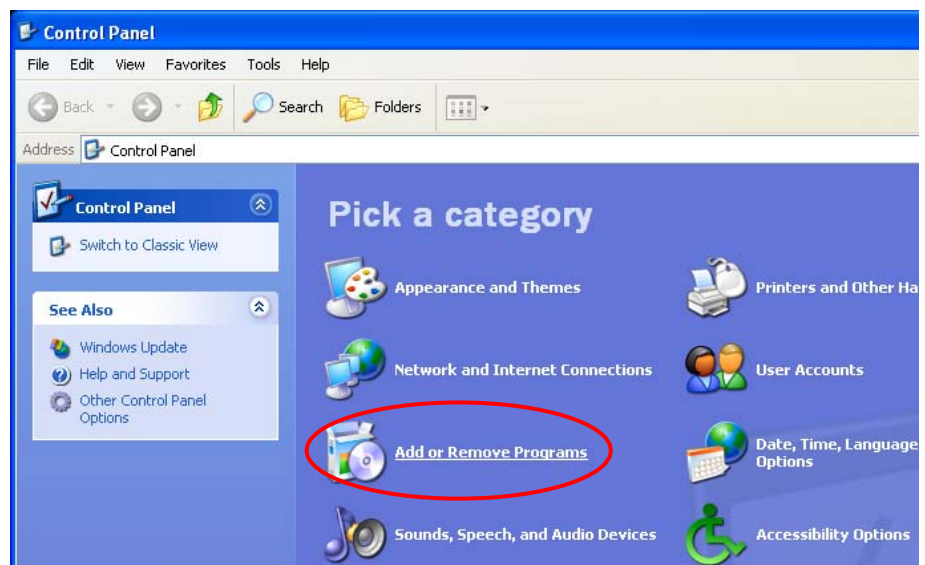 Control Panel
File Edit View Favorites Tools Help
Back Search Folders
Address Control Panel
Control Panel
Switch to Classic View
See Also
Windows Update
Help and Support
Other Control Panel
Options
Pick a category
Appearance and Themes
Printers and Other Ha
Network and Internet Connections
User Accounts
Add or Remove Programs
Date, Time, Language
Options
Sounds, Speech, and Audio Devices
Accessibility Options